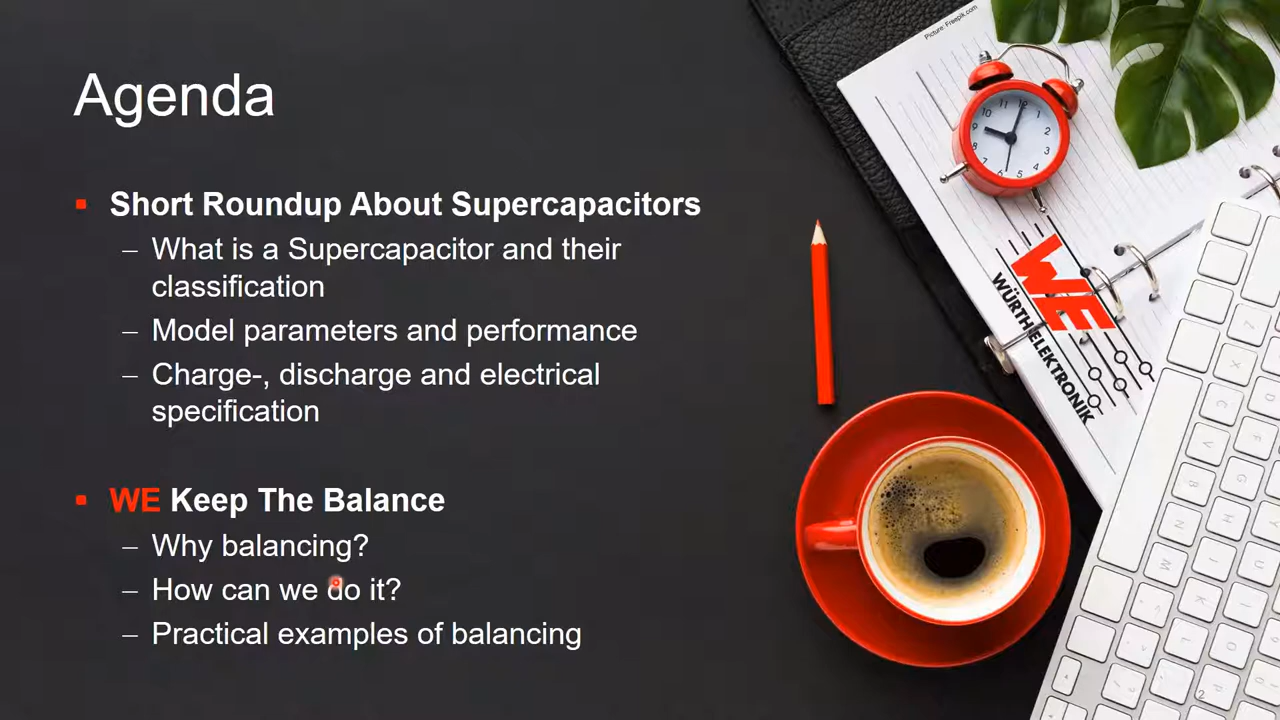 Agenda
Short Roundup About Supercapacitors
– What is a Supercapacitor and their
classification
– Model parameters and performance
– Charge-, discharge and electrical
specification
WE Keep The Balance
– Why balancing?
– How can we do it?
– Practical examples of balancing
Picture: Freepik.com
WE
WÜRTH ELEKTRONIK
2